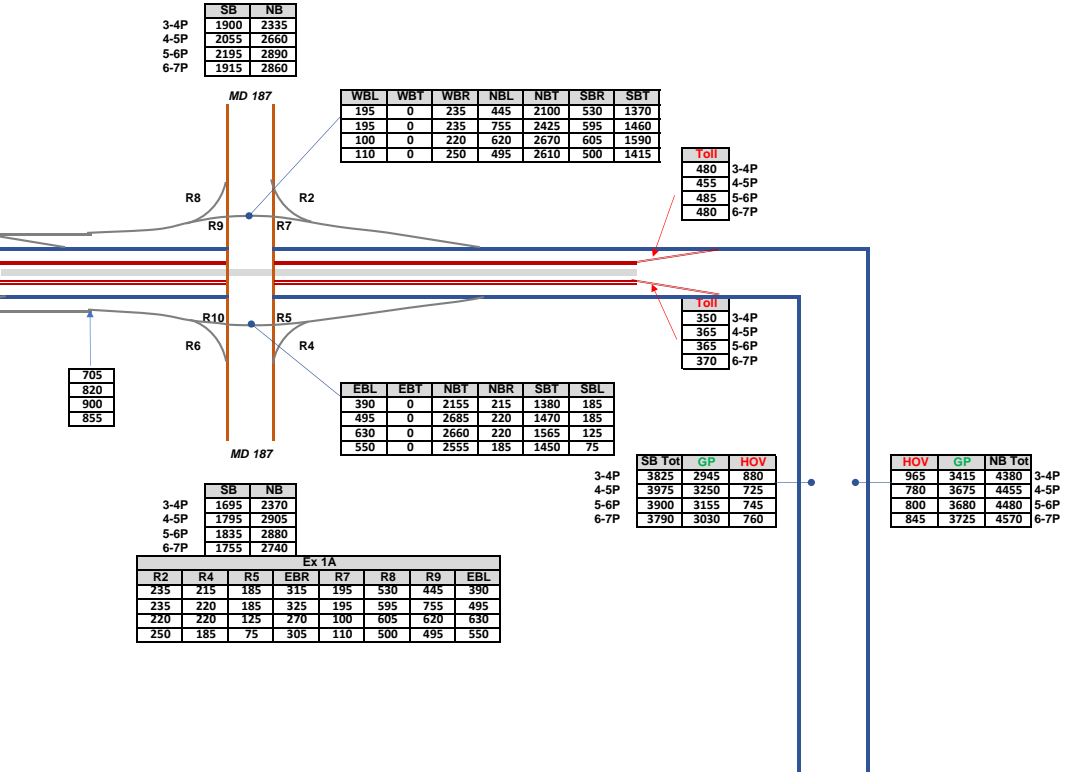 SB NB
3-4P 1900 2335
4-5P 2055 2660
5-6P 2195 2890
6-7P 1915 2860
MD 187
WBL WBT WBR NBL NBT SBR SBT
195 0 235 445 2100 530 1370
195 0 235 755 2425 595 1460
100 0 220 620 2670 605 1590
110 0 250 495 2610 500 1415
Toll
480 3-4P
455 4-5P
485 5-6P
480 6-7P
R8 R2
R9 R7
Toll
350 3-4P
365 4-5P
365 5-6P
370 6-7P
R10 R5
R6 R4
705
820
900
855
EBL EBT NBT NBR SBT SBL
390 0 2155 215 1380 185
495 0 2685 220 1470 185
630 0 2660 220 1565 125
550 0 2555 185 1450 75
MD 187
SB Tot GP HOV
3-4P 3825 2945 880
4-5P 3975 3250 725
5-6P 3900 3155 745
6-7P 3790 3030 760
HOV GP NB Tot
965 3415 4380 3-4P
780 3675 4455 4-5P
800 3680 4480 5-6P
845 3725 4570 6-7P
SB NB
3-4P 1695 2370
4-5P 1795 2905
5-6P 1835 2880
6-7P 1755 2740
Ex 1A
R2 R4 R5 EBR R7 R8 R9 EBL
235 215 185 315 195 530 445 390
235 220 185 325 195 595 755 495
220 220 125 270 100 605 620 630
250 185 75 305 110 500 495 550